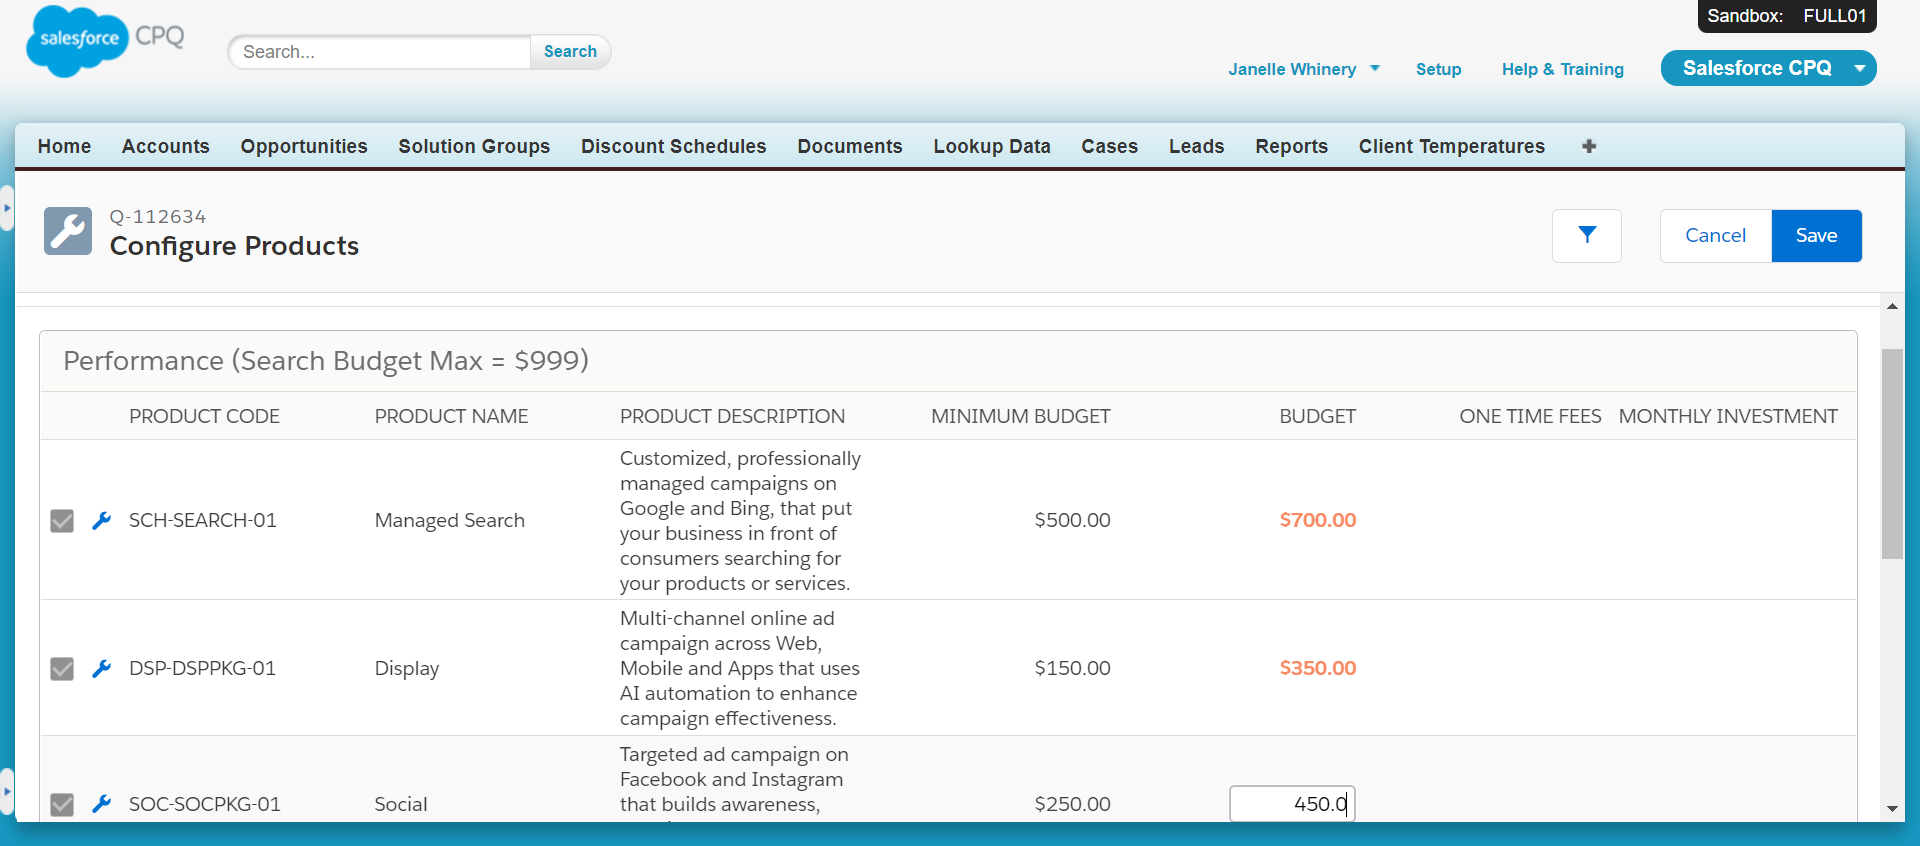 Sandbox: FULL01
salesforce CPQ
Search... Search
Janelle Whinery Setup Help & Training Salesforce CPQ
Home Accounts Opportunities Solution Groups Discount Schedules Documents Lookup Data Cases Leads Reports Client Temperatures +
Q-112634
Configure Products
Cancel Save
Performance (Search Budget Max = $999)
PRODUCT CODE PRODUCT NAME PRODUCT DESCRIPTION MINIMUM BUDGET BUDGET ONE TIME FEES MONTHLY INVESTMENT
Customized, professionally
managed campaigns on
Google and Bing, that put
SCH-SEARCH-01 Managed Search your business in front of $500.00 $700.00
consumers searching for
your products or services.
Multi-channel online ad
campaign across Web,
DSP-DSPPKG-01 Display Mobile and Apps that uses $150.00 $350.00
AI automation to enhance
campaign effectiveness.
Targeted ad campaign on
Facebook and Instagram
SOC-SOCPKG-01 Social that builds awareness, $250.00 450.0